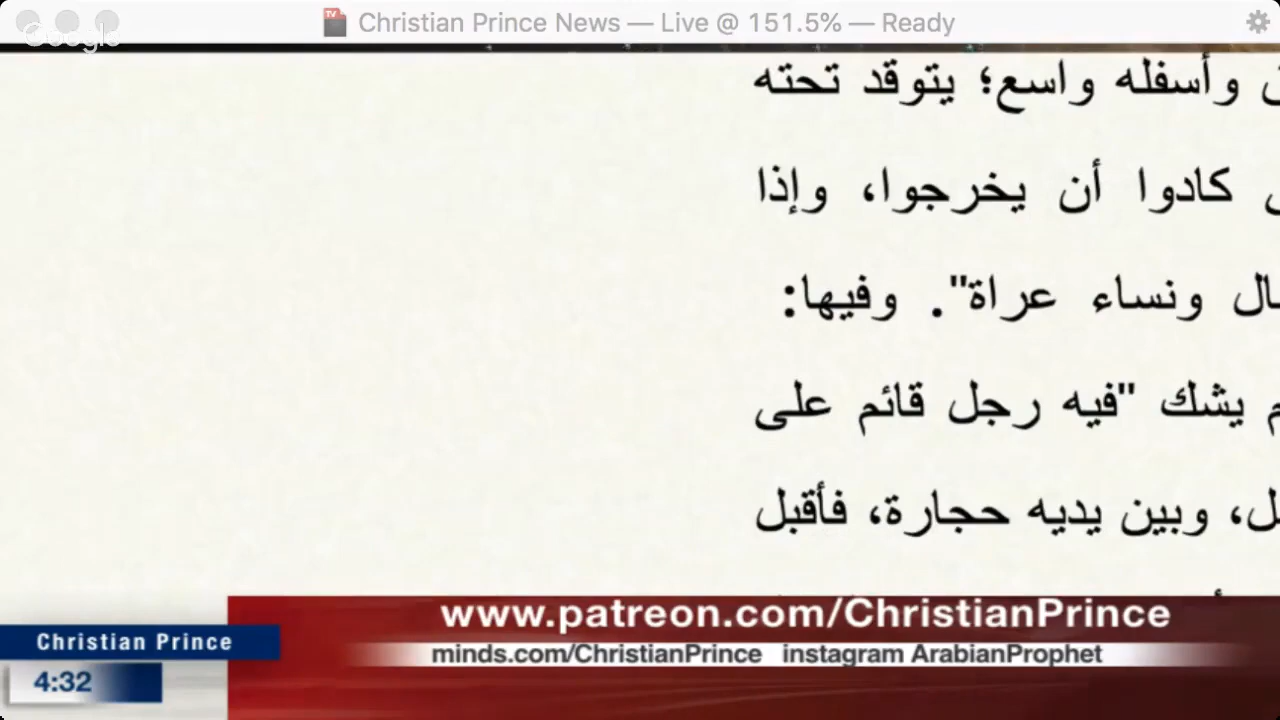 Christian Prince News — Live @ 151.5% — Ready
Google
وأسفله واسع؛ يتوقد تحته
كادوا أن يخرجوا، وإذا
ونساء عراة". وفيها:
يشك "فيه رجل قائم على
وبين يديه حجارة، فأقبل
www.patreon.com/ChristianPrince
Christian Prince
minds.com/ChristianPrince instagram ArabianProphet
4:32